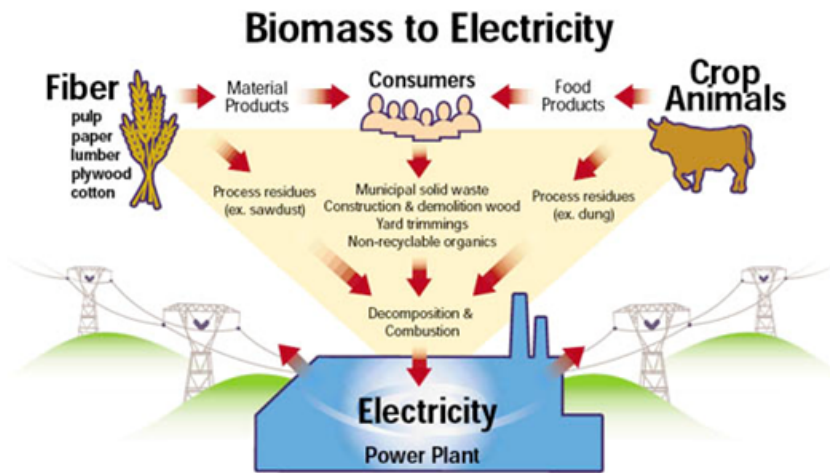 Biomass to Electricity
Fiber
pulp
paper
lumber
plywood
cotton
Material
Products
Consumers
Food
Products
Crop
Animals
Process residues
(ex. sawdust)
Municipal solid waste
Construction & demolition wood
Yard trimmings
Non-recyclable organics
Process residues
(ex. dung)
Decomposition &
Combustion
Electricity
Power Plant